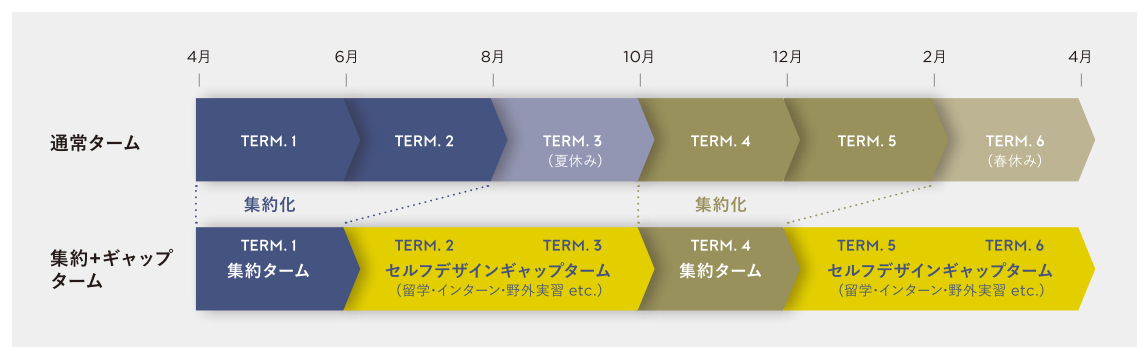 4月 6月 8月 10月 12月 2月 4月
通常ターム
TERM. 1 TERM. 2 TERM. 3 TERM. 4 TERM. 5 TERM. 6
（夏休み） （春休み）
集約化 集約化
集約+ギャップ
ターム
TERM. 1 TERM. 2 TERM. 3 TERM. 4 TERM. 5 TERM. 6
集約ターム セルフデザインギャップターム 集約ターム セルフデザインギャップターム
（留学・インターン・野外実習 etc.） （留学・インターン・野外実習 etc.）